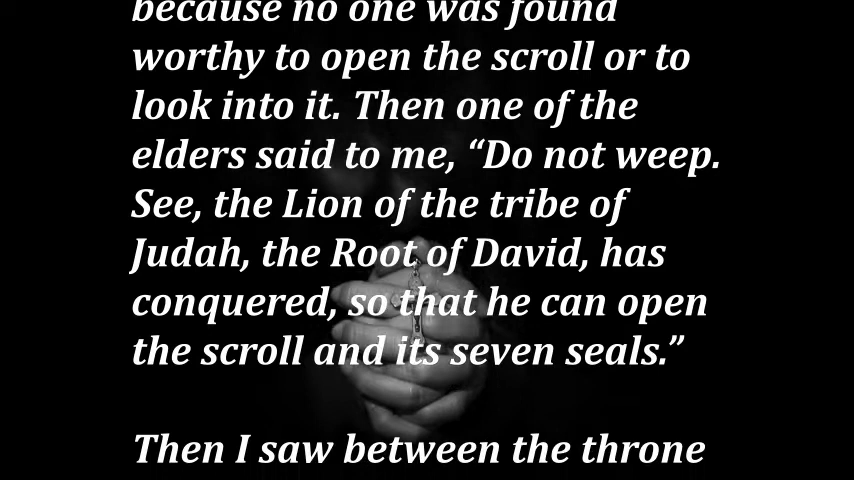 because no one was found
worthy to open the scroll or to
look into it. Then one of the
elders said to me, “Do not weep.
See, the Lion of the tribe of
Judah, the Root of David, has
conquered, so that he can open
the scroll and its seven seals.”
Then I saw between the throne